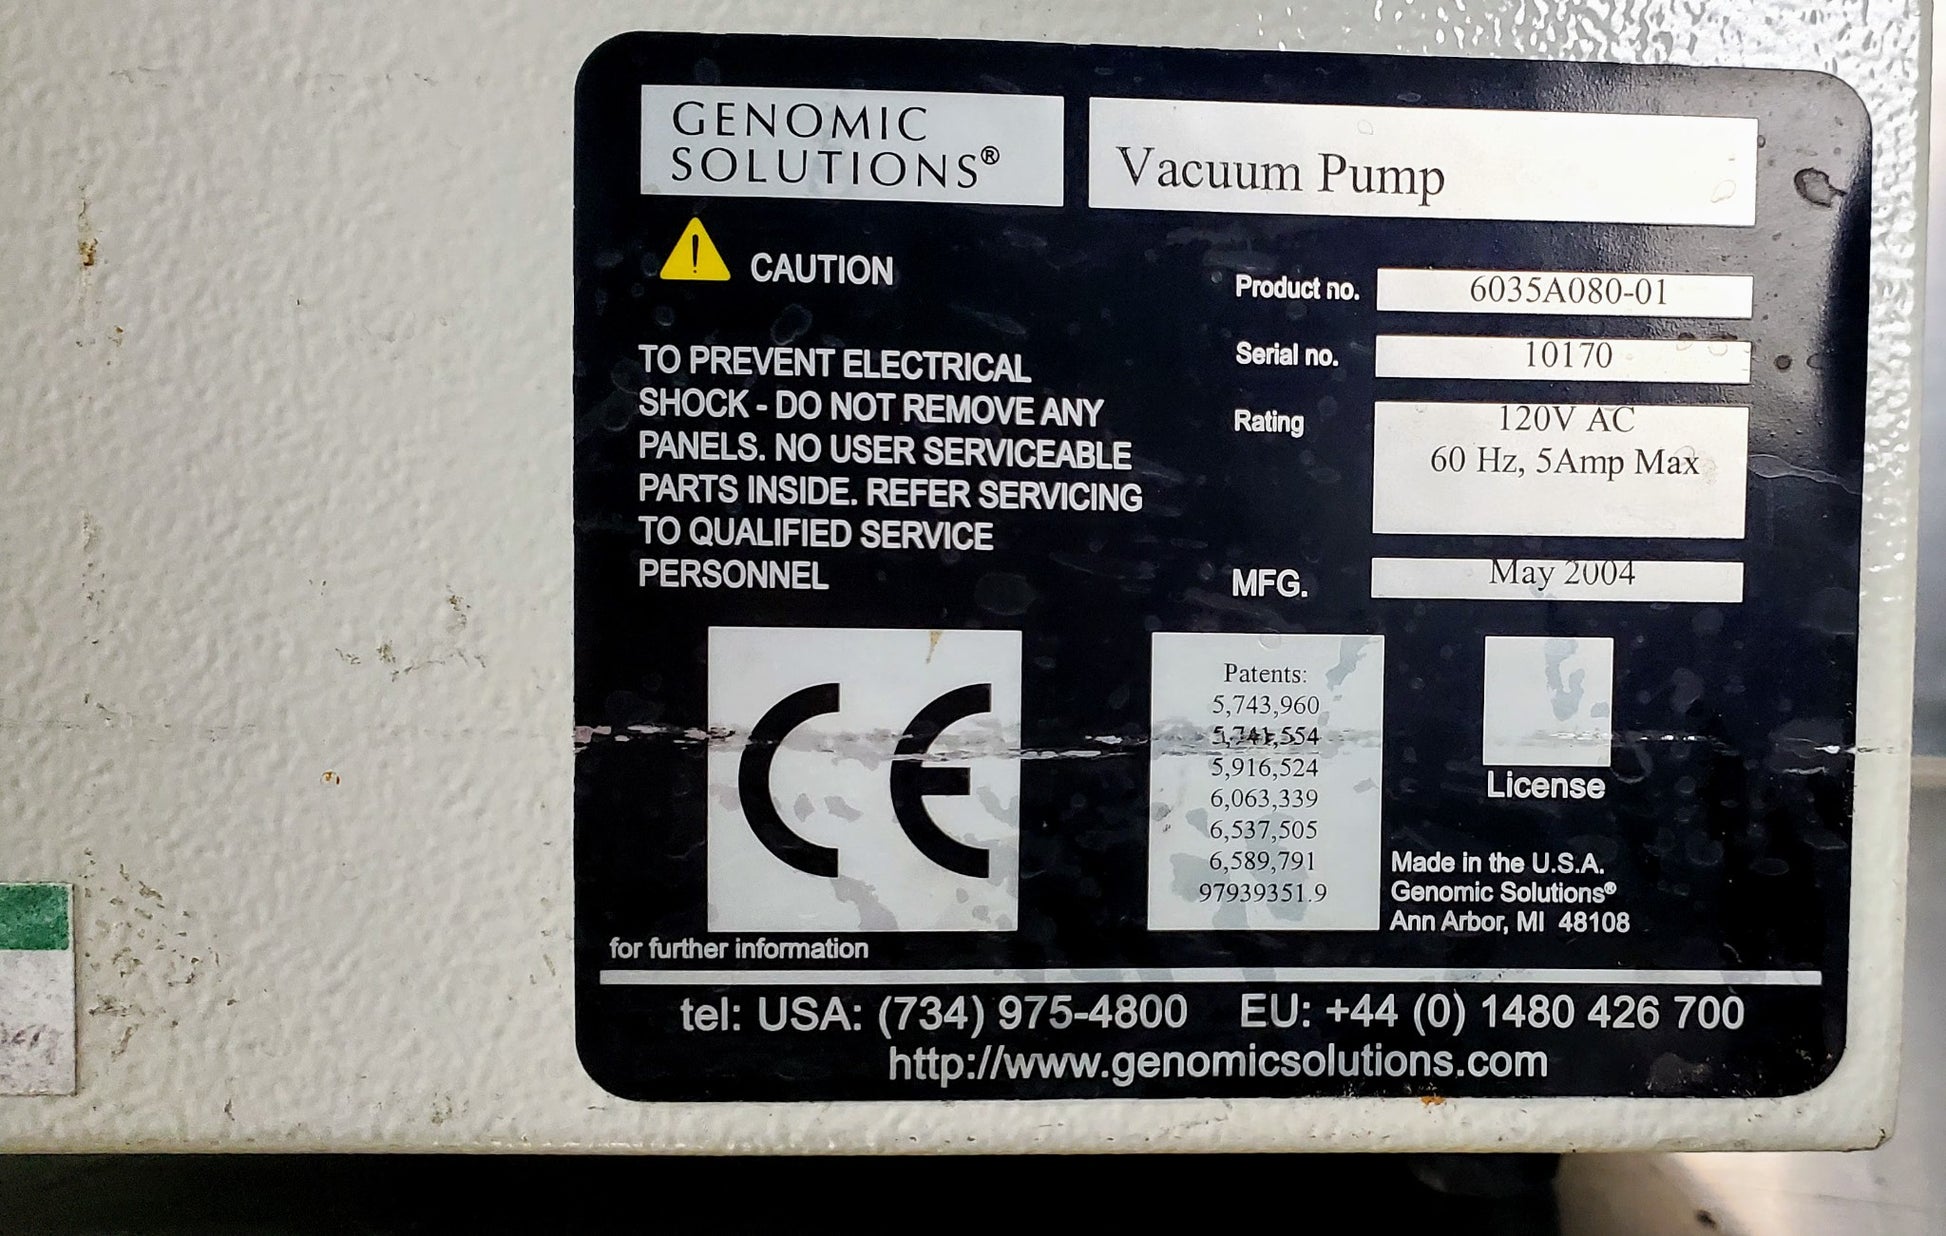 GENOMIC
SOLUTIONS®
Vacuum Pump
CAUTION
TO PREVENT ELECTRICAL
SHOCK - DO NOT REMOVE ANY
PANELS. NO USER SERVICEABLE
PARTS INSIDE. REFER SERVICING
TO QUALIFIED SERVICE
PERSONNEL
Product no. 6035A080-01
Serial no. 10170
Rating 120V AC
60 Hz, 5Amp Max
MFG. May 2004
CE
Patents:
5,743,960
5,741,554
5,916,524
6,063,339
6,537,505
6,589,791
97939351.9
License
Made in the U.S.A.
Genomic Solutions®
Ann Arbor, MI 48108
for further information
tel: USA: (734) 975-4800 EU: +44 (0) 1480 426 700
http://www.genomicsolutions.com